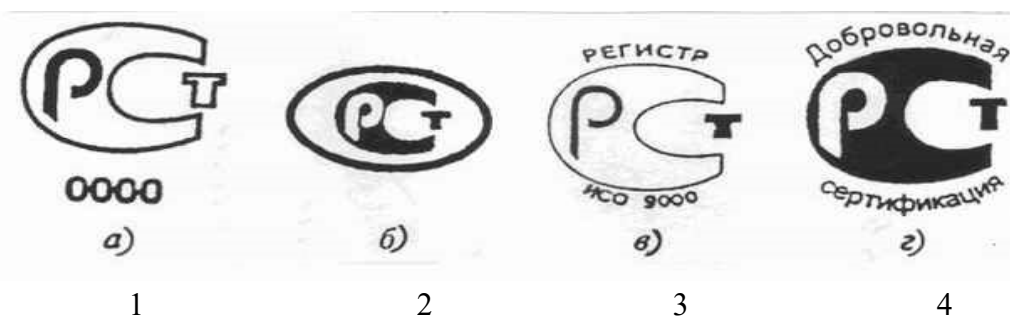 РСТ
0000
РСТ
РЕГИСТР
РСТ
ИСО 9000
Добровольная
РСТ
сертификация
а) б) в) г)
1 2 3 4